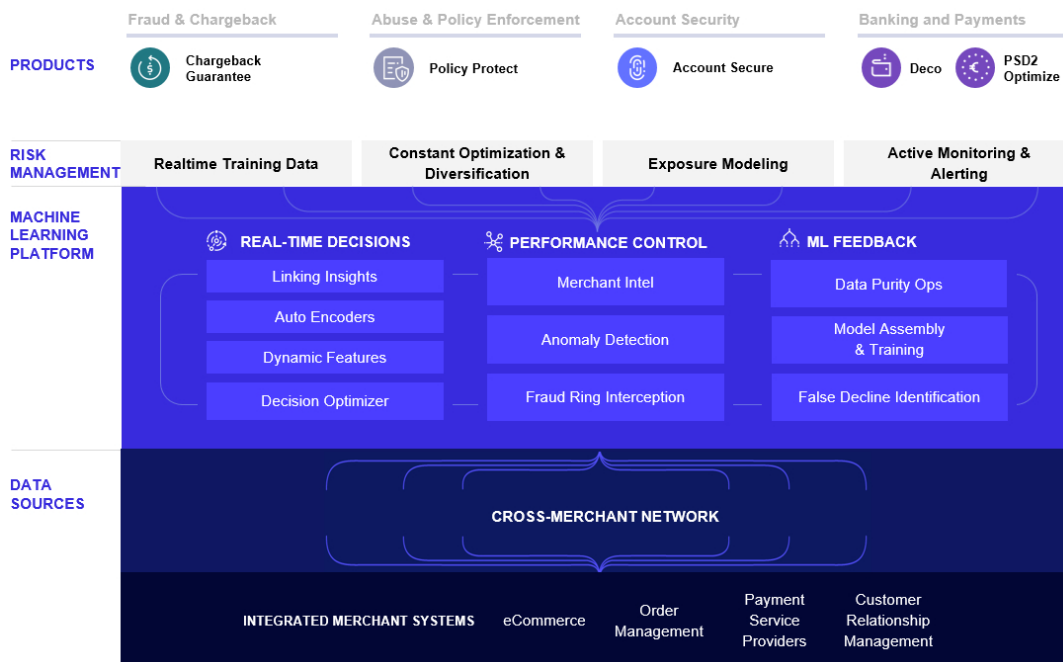 Fraud & Chargeback
Abuse & Policy Enforcement
Account Security
Banking and Payments
PRODUCTS
Chargeback
Guarantee
Policy Protect
Account Secure
Deco
PSD2
Optimize
RISK
MANAGEMENT
Realtime Training Data
Constant Optimization &
Diversification
Exposure Modeling
Active Monitoring &
Alerting
MACHINE
LEARNING
PLATFORM
REAL-TIME DECISIONS
Linking Insights
Auto Encoders
Dynamic Features
Decision Optimizer
PERFORMANCE CONTROL
Merchant Intel
Anomaly Detection
Fraud Ring Interception
ML FEEDBACK
Data Purity Ops
Model Assembly
& Training
False Decline Identification
DATA
SOURCES
CROSS-MERCHANT NETWORK
INTEGRATED MERCHANT SYSTEMS
eCommerce
Order
Management
Payment
Service
Providers
Customer
Relationship
Management